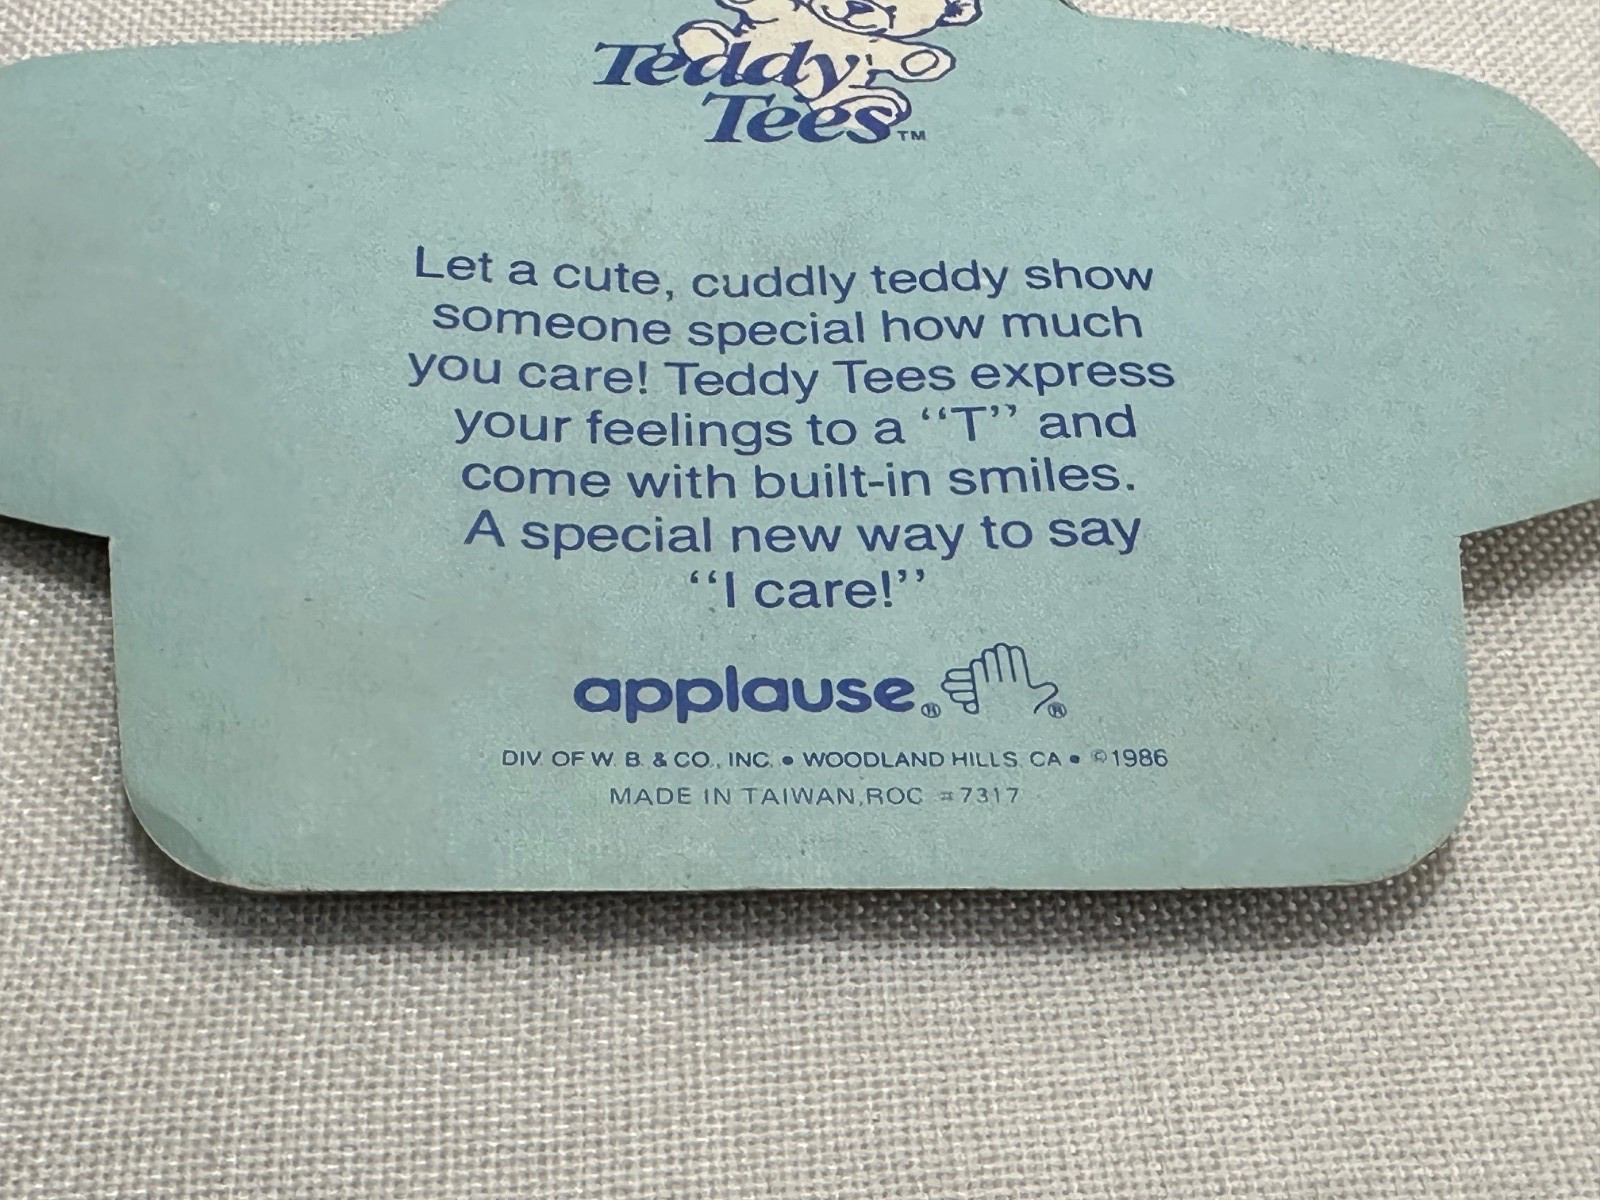 Teddy
Tees™
Let a cute, cuddly teddy show
someone special how much
you care! Teddy Tees express
your feelings to a “T” and
come with built-in smiles.
A special new way to say
“I care!”
applause® ®
DIV. OF W. B. & CO., INC. • WOODLAND HILLS, CA • ©1986
MADE IN TAIWAN, ROC #7317